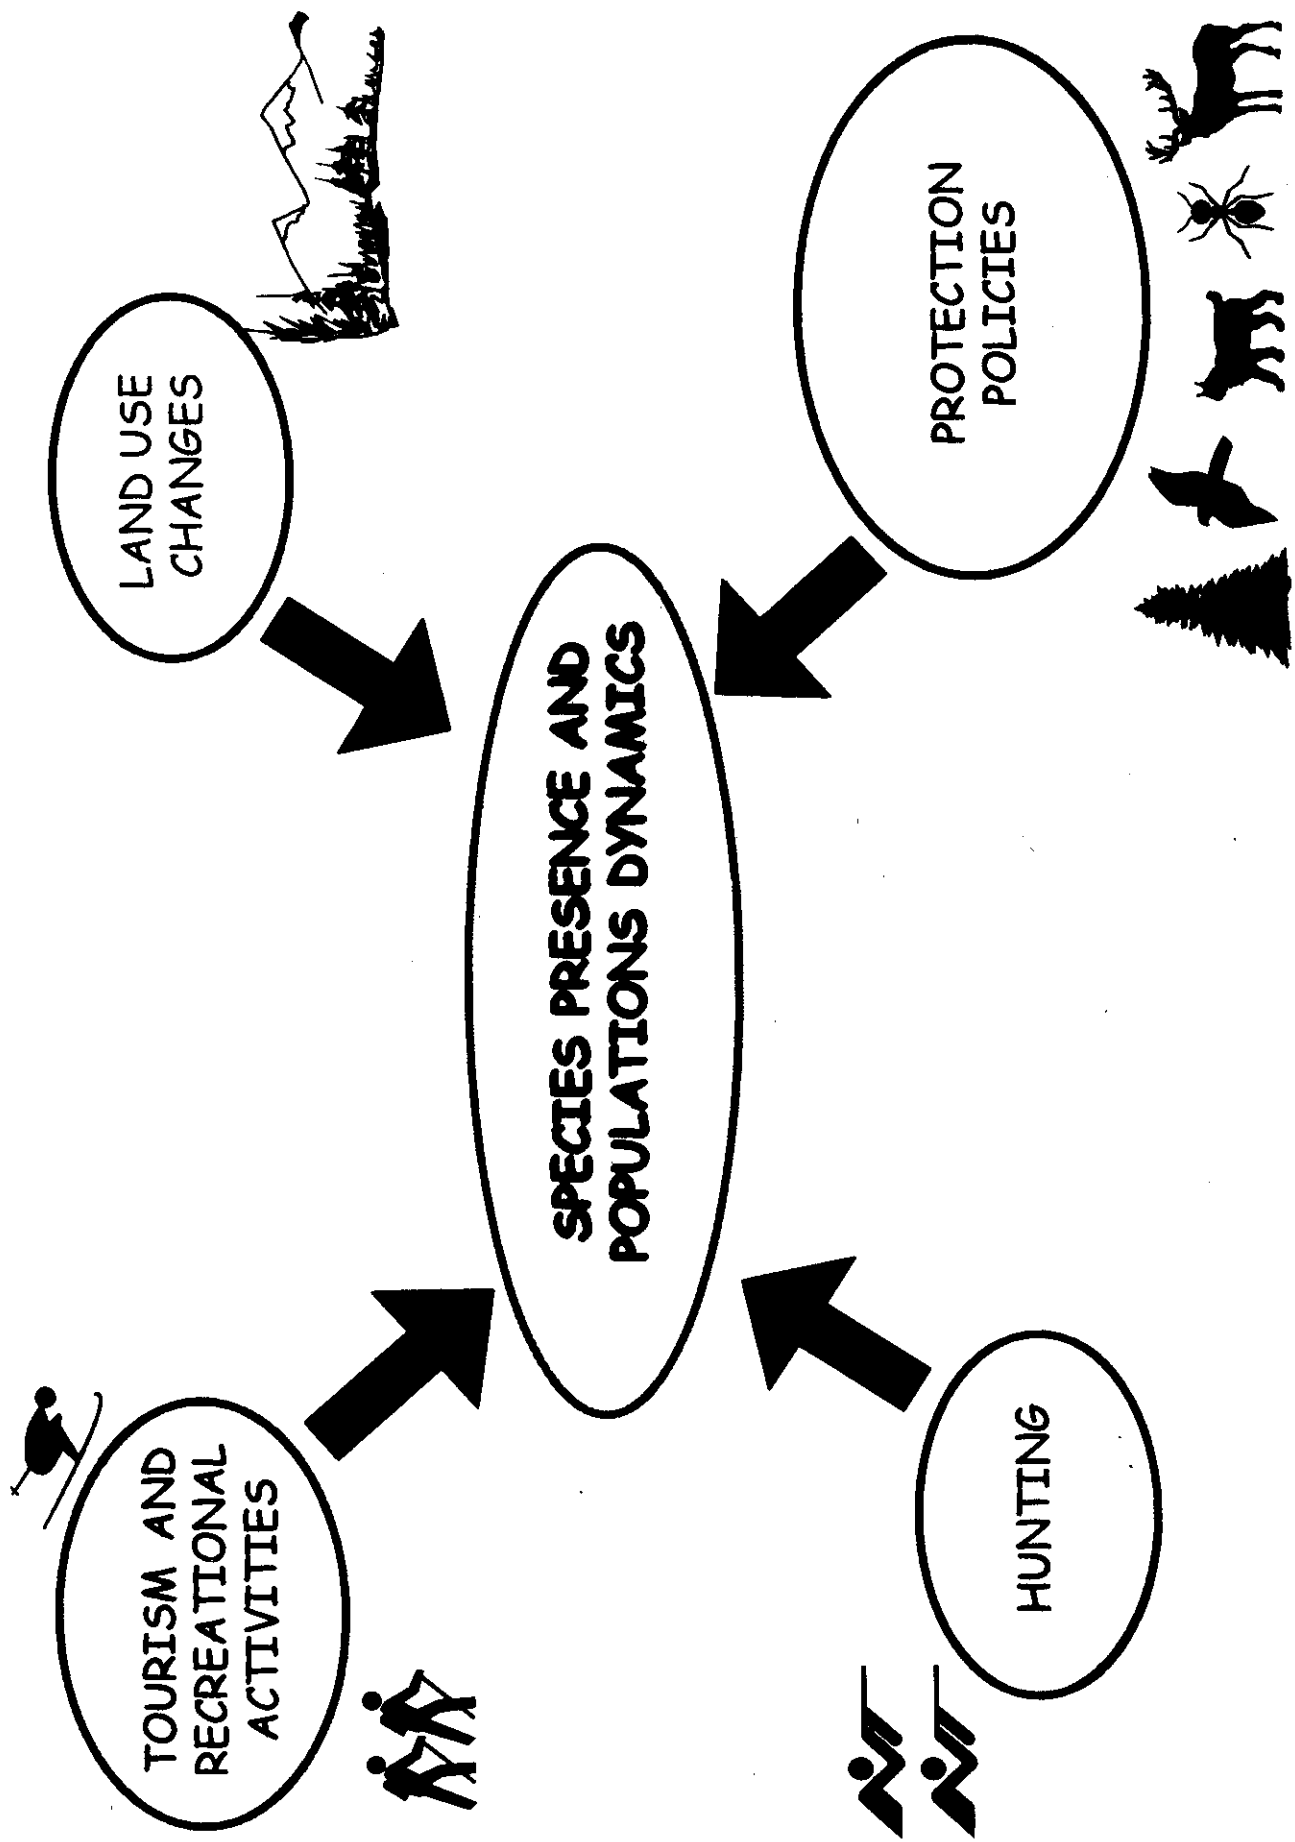 TOURISM AND
RECREATIONAL
ACTIVITIES
LAND USE
CHANGES
SPECIES PRESENCE AND
POPULATIONS DYNAMICS
HUNTING
PROTECTION
POLICIES